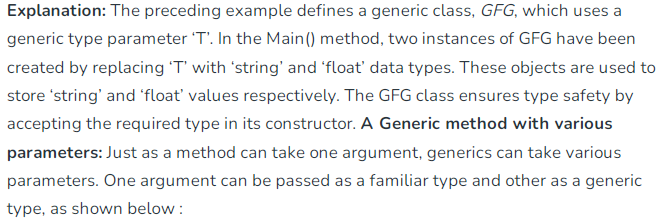 Explanation: The preceding example defines a generic class, GFG, which uses a
generic type parameter ‘T’. In the Main() method, two instances of GFG have been
created by replacing ‘T’ with ‘string’ and ‘float’ data types. These objects are used to
store ‘string’ and ‘float’ values respectively. The GFG class ensures type safety by
accepting the required type in its constructor. A Generic method with various
parameters: Just as a method can take one argument, generics can take various
parameters. One argument can be passed as a familiar type and other as a generic
type, as shown below :